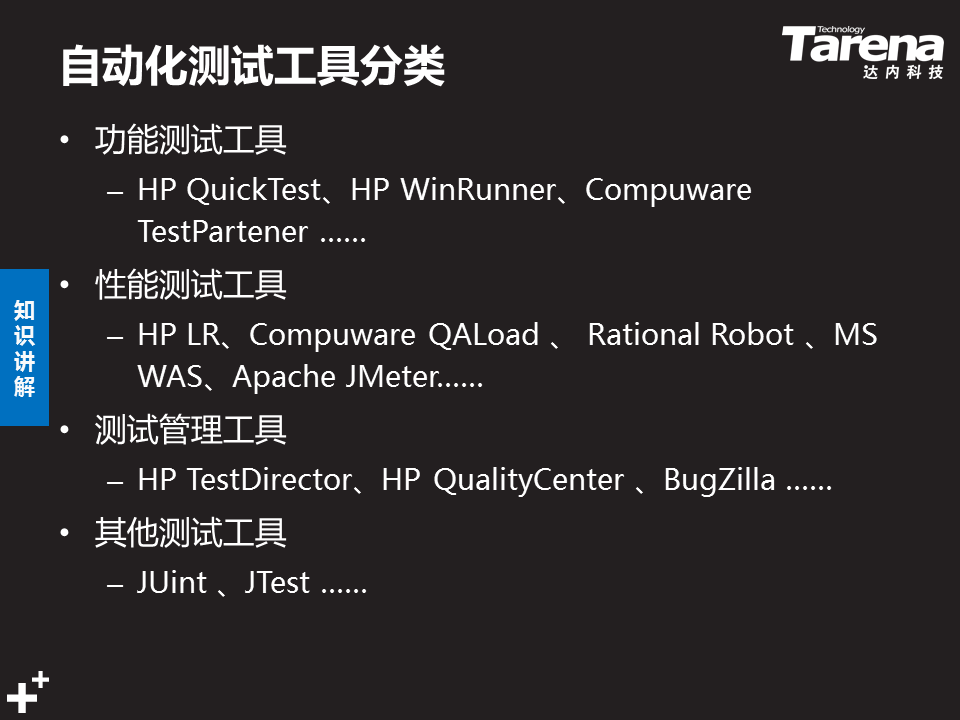 自动化测试工具分类
Technology
Tarena
达内科技
• 功能测试工具
– HP QuickTest、HP WinRunner、Compuware
TestPartener ……
• 性能测试工具
– HP LR、Compuware QALoad 、 Rational Robot 、MS
WAS、Apache JMeter……
• 测试管理工具
– HP TestDirector、HP QualityCenter 、BugZilla ……
• 其他测试工具
– JUint 、JTest ……
知
识
讲
解